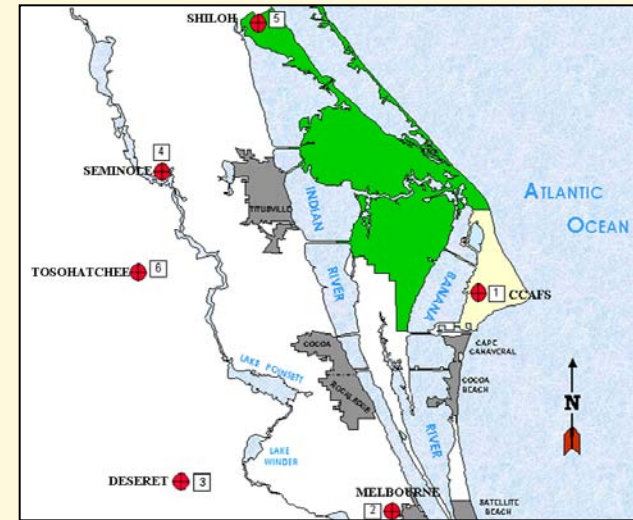 SHILOH
5
4
SEMINOLE
TITUSVILLE
INDIAN
RIVER
ATLANTIC
OCEAN
TOSOHATCHEE
6
BANANA
RIVER
1
CCAFS
COCOA
ROCKLEDGE
CAPE
CANAVERAL
COCOA
BEACH
LAKE POINSETT
LAKE
WINDER
N
DESERET
3
MELBOURNE
2
SATELLITE
BEACH